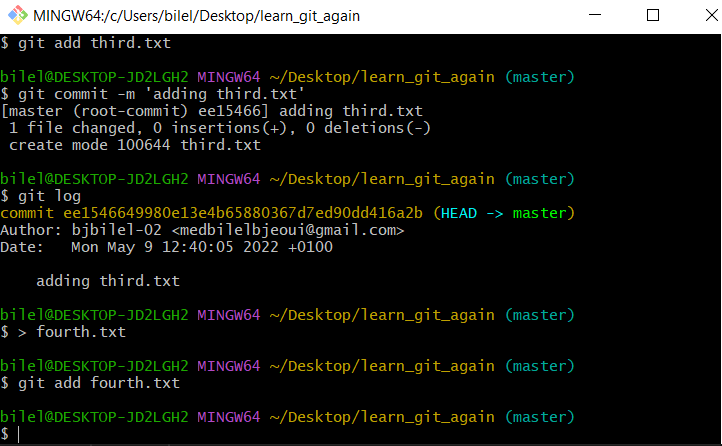 MINGW64:/c/Users/bilel/Desktop/learn_git_again
$ git add third.txt
bilel@DESKTOP-JD2LGH2 MINGW64 ~/Desktop/learn_git_again (master)
$ git commit -m 'adding third.txt'
[master (root-commit) ee15466] adding third.txt
 1 file changed, 0 insertions(+), 0 deletions(-)
 create mode 100644 third.txt
bilel@DESKTOP-JD2LGH2 MINGW64 ~/Desktop/learn_git_again (master)
$ git log
commit ee1546649980e13e4b65880367d7ed90dd416a2b (HEAD -> master)
Author: bjbilel-02 <medbilelbjeoui@gmail.com>
Date:   Mon May 9 12:40:05 2022 +0100
    adding third.txt
bilel@DESKTOP-JD2LGH2 MINGW64 ~/Desktop/learn_git_again (master)
$ > fourth.txt
bilel@DESKTOP-JD2LGH2 MINGW64 ~/Desktop/learn_git_again (master)
$ git add fourth.txt
bilel@DESKTOP-JD2LGH2 MINGW64 ~/Desktop/learn_git_again (master)
$